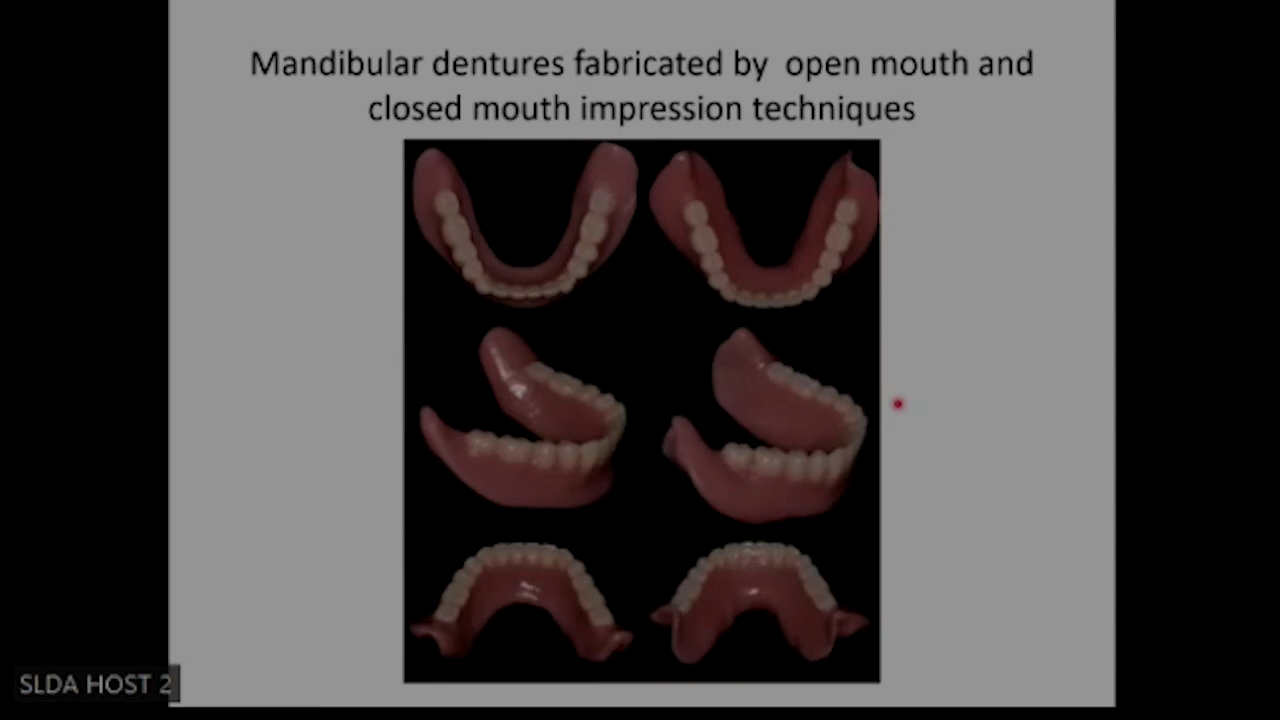 Mandibular dentures fabricated by open mouth and
closed mouth impression techniques
SLDA HOST 2